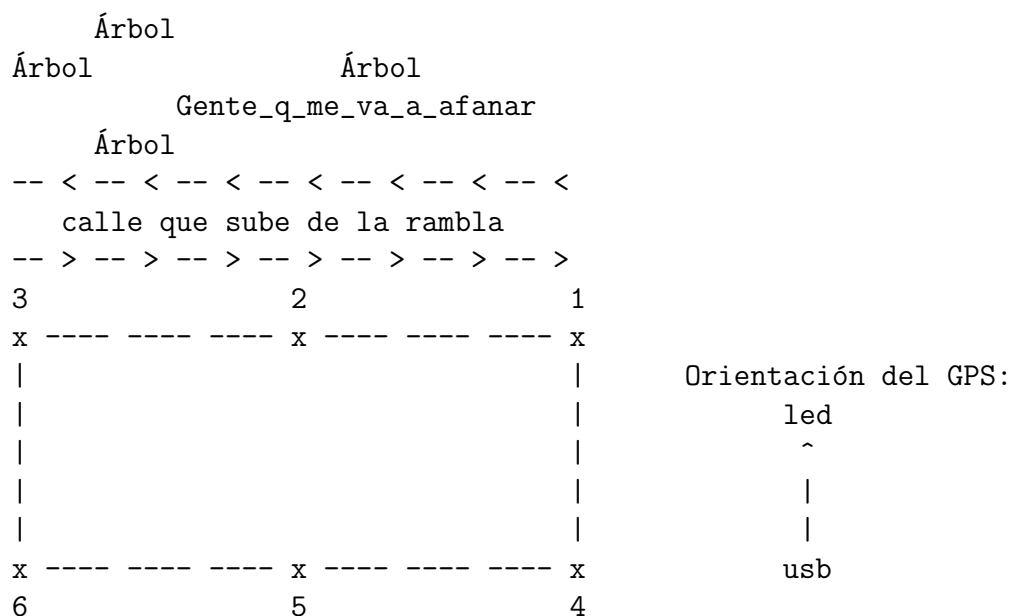 Árbol
Árbol Árbol
Gente_q_me_va_a_afanar
Árbol
-- < -- < -- < -- < -- < -- < -- <
calle que sube de la rambla
-- > -- > -- > -- > -- > -- > -- >
3 2 1
x ---- ---- ---- x ---- ---- ---- x
| | Orientación del GPS:
| | led
| | ^
| | |
| | |
x ---- ---- ---- x ---- ---- ---- x usb
6 5 4